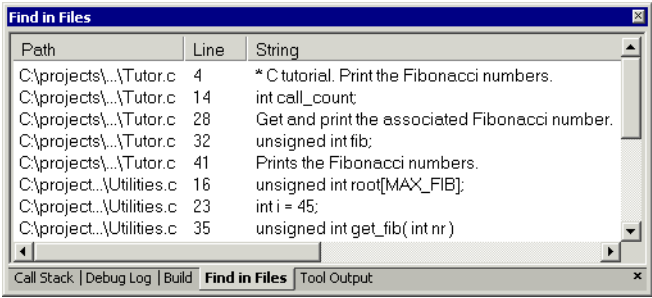 Find in Files
Path Line String
C:\projects\...\Tutor.c 4 * C tutorial. Print the Fibonacci numbers.
C:\projects\...\Tutor.c 14 int call_count;
C:\projects\...\Tutor.c 28 Get and print the associated Fibonacci number.
C:\projects\...\Tutor.c 32 unsigned int fib;
C:\projects\...\Tutor.c 41 Prints the Fibonacci numbers.
C:\project...\Utilities.c 16 unsigned int root[MAX_FIB];
C:\project...\Utilities.c 23 int i = 45;
C:\project...\Utilities.c 35 unsigned int get_fib( int nr )
Call Stack | Debug Log | Build | Find in Files | Tool Output